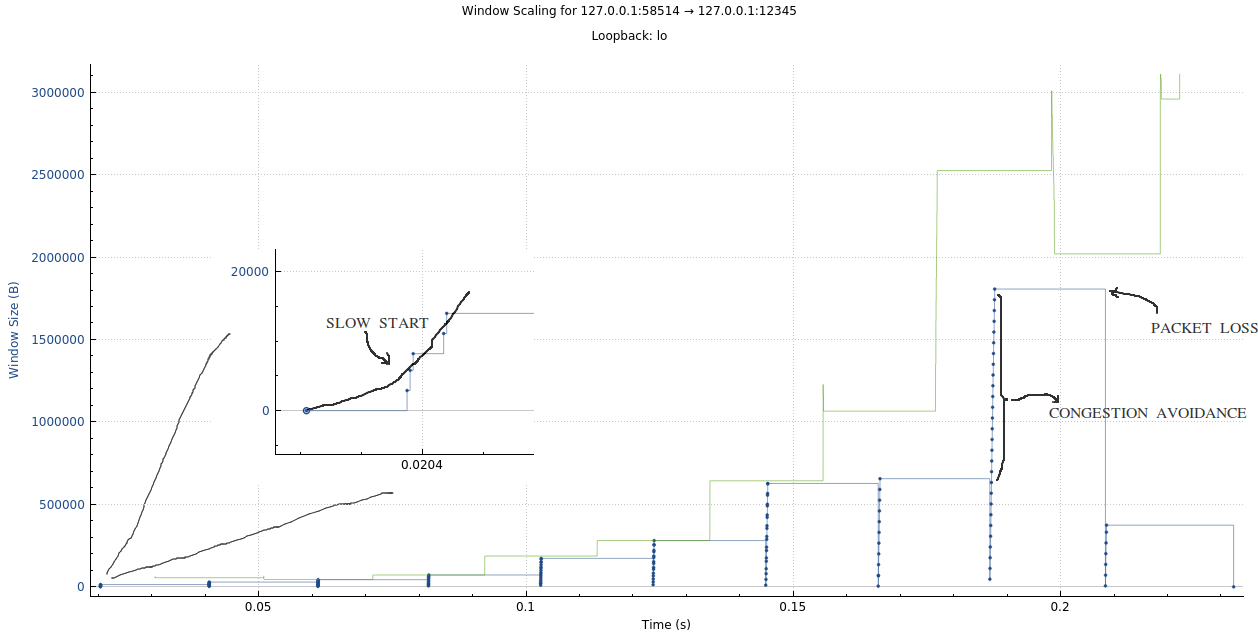 Window Scaling for 127.0.0.1:58514 → 127.0.0.1:12345
Loopback: lo
Window Size (B)
3000000
2500000
2000000
1500000
1000000
500000
0
20000
0
0.0204
SLOW START
PACKET LOSS
CONGESTION AVOIDANCE
0.05
0.1
0.15
0.2
Time (s)